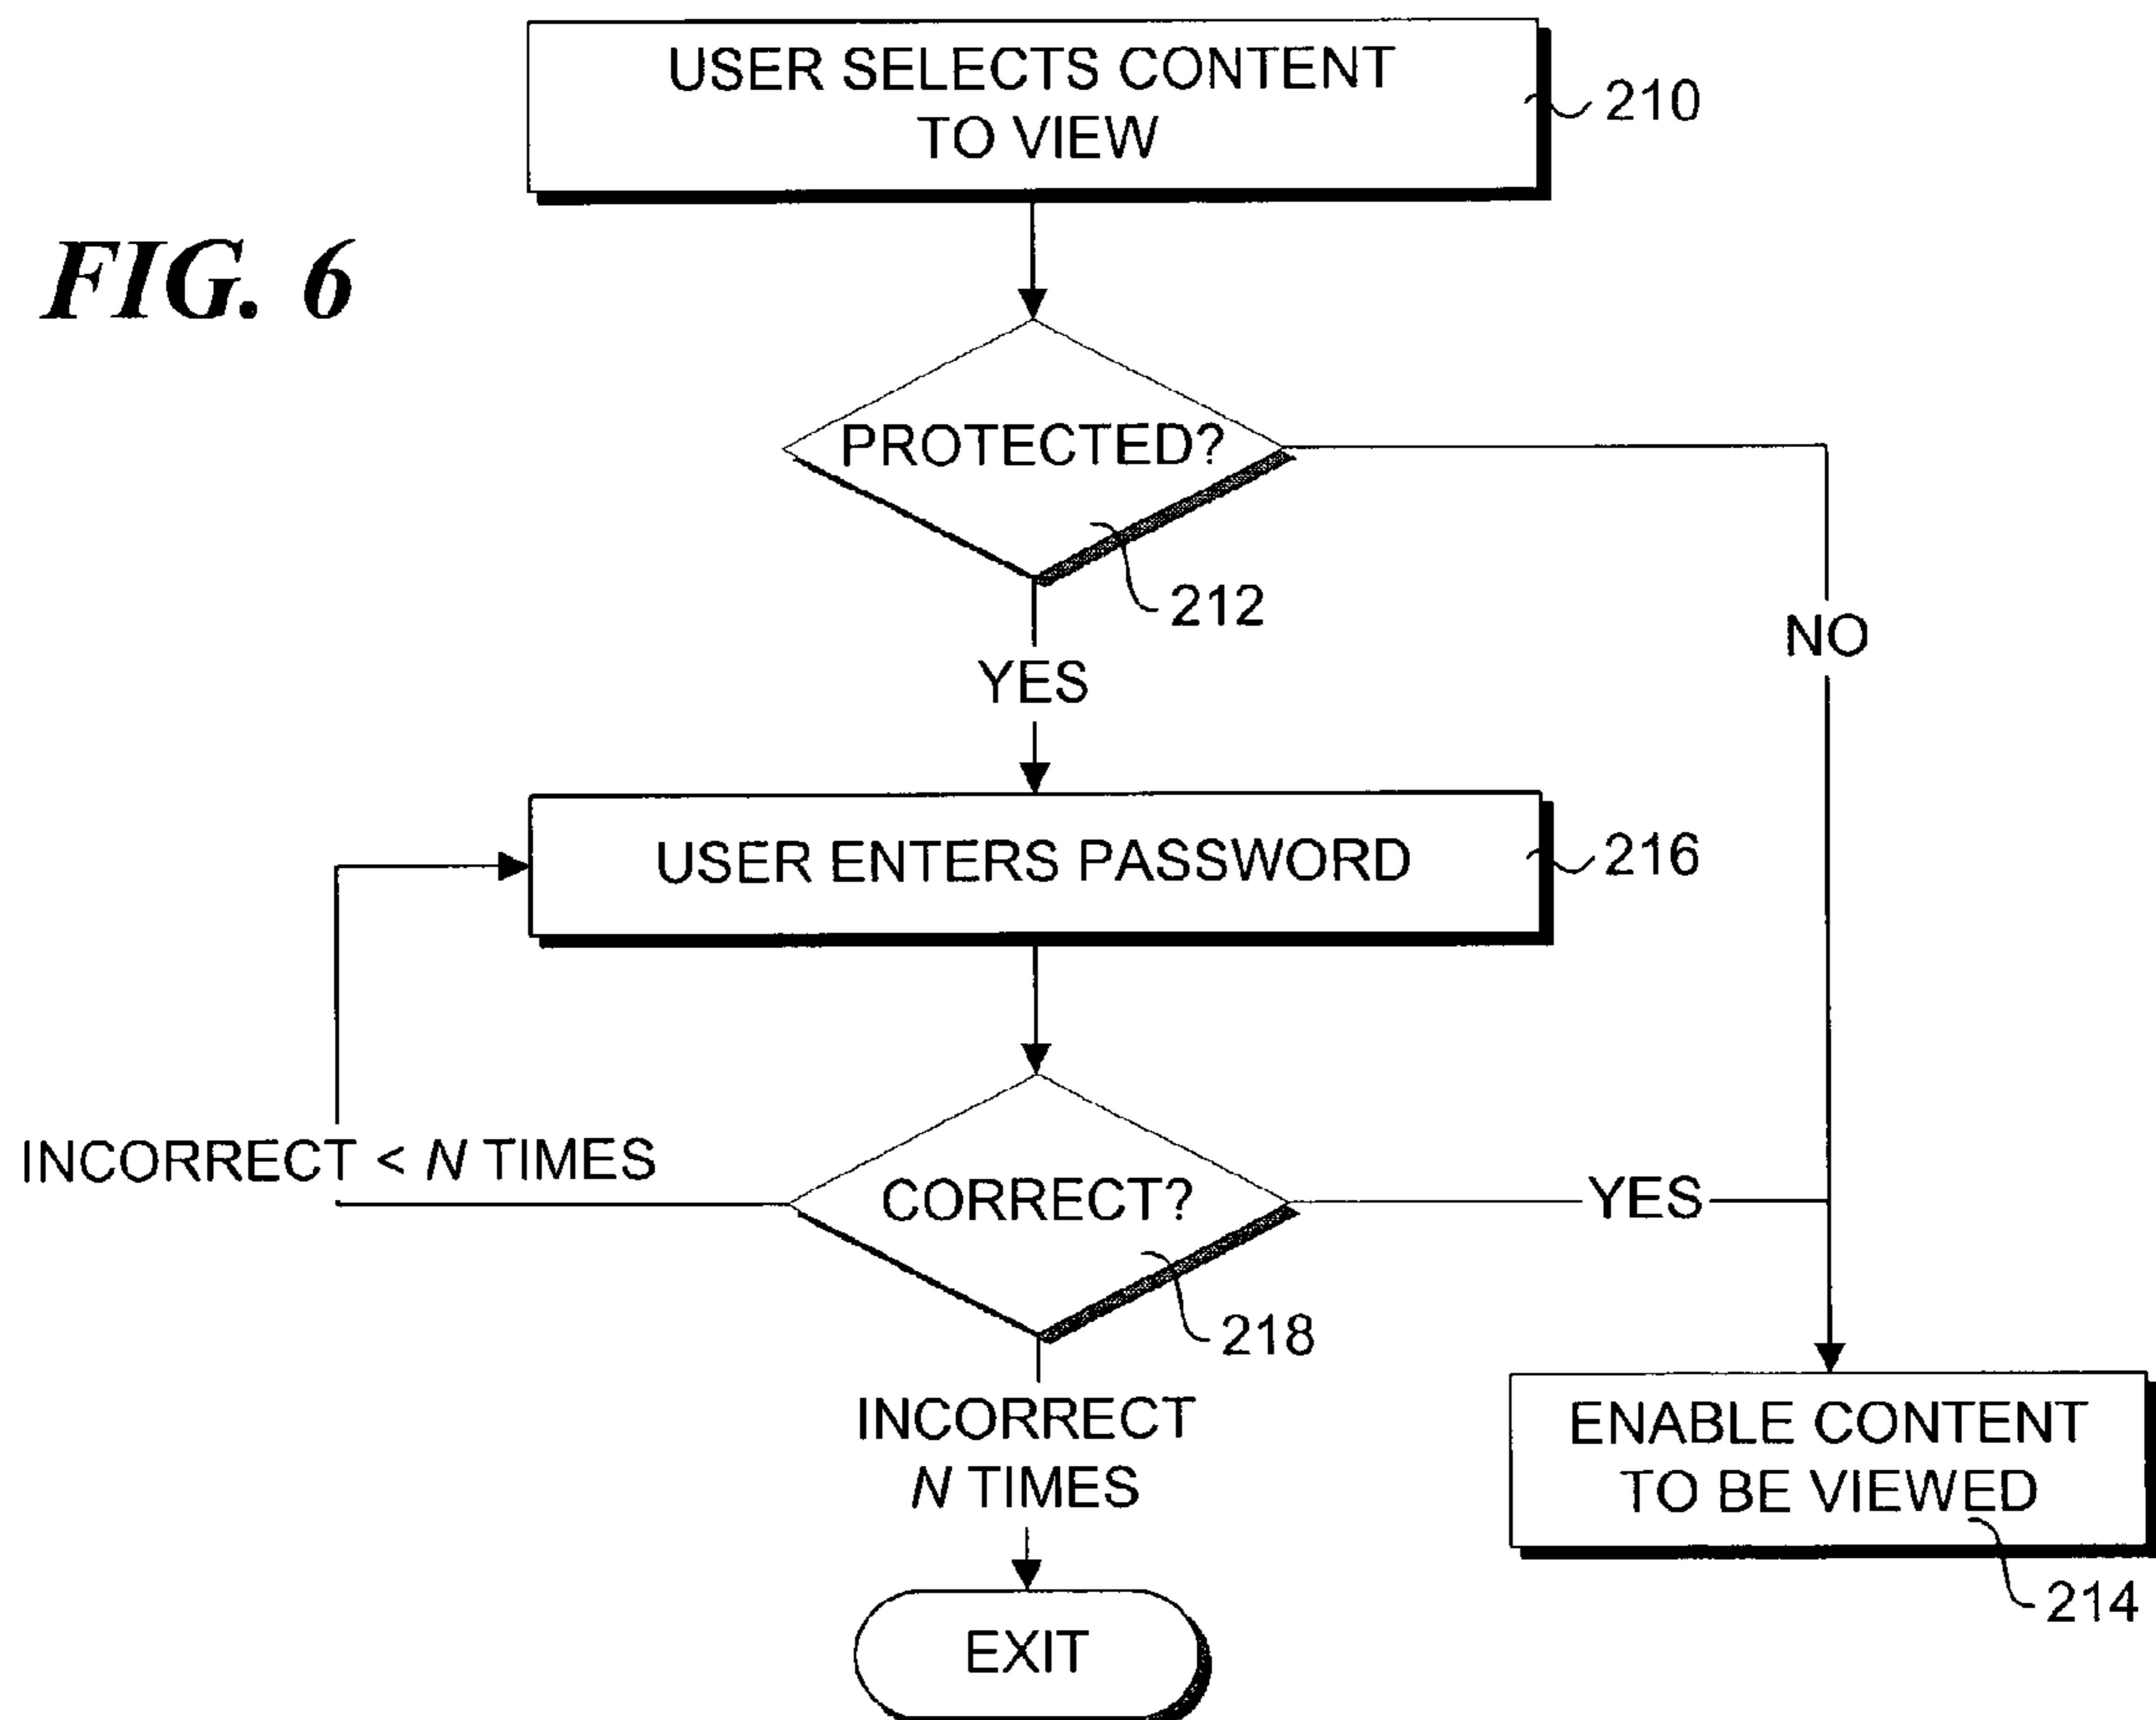 USER SELECTS CONTENT
TO VIEW
210
FIG. 6
PROTECTED?
212
YES
NO
USER ENTERS PASSWORD
216
INCORRECT < N TIMES
CORRECT?
YES
218
INCORRECT
N TIMES
ENABLE CONTENT
TO BE VIEWED
214
EXIT